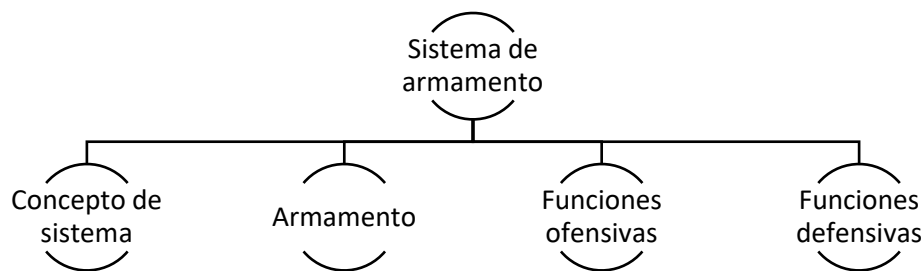 Sistema de
armamento
Concepto de
sistema
Armamento
Funciones
ofensivas
Funciones
defensivas